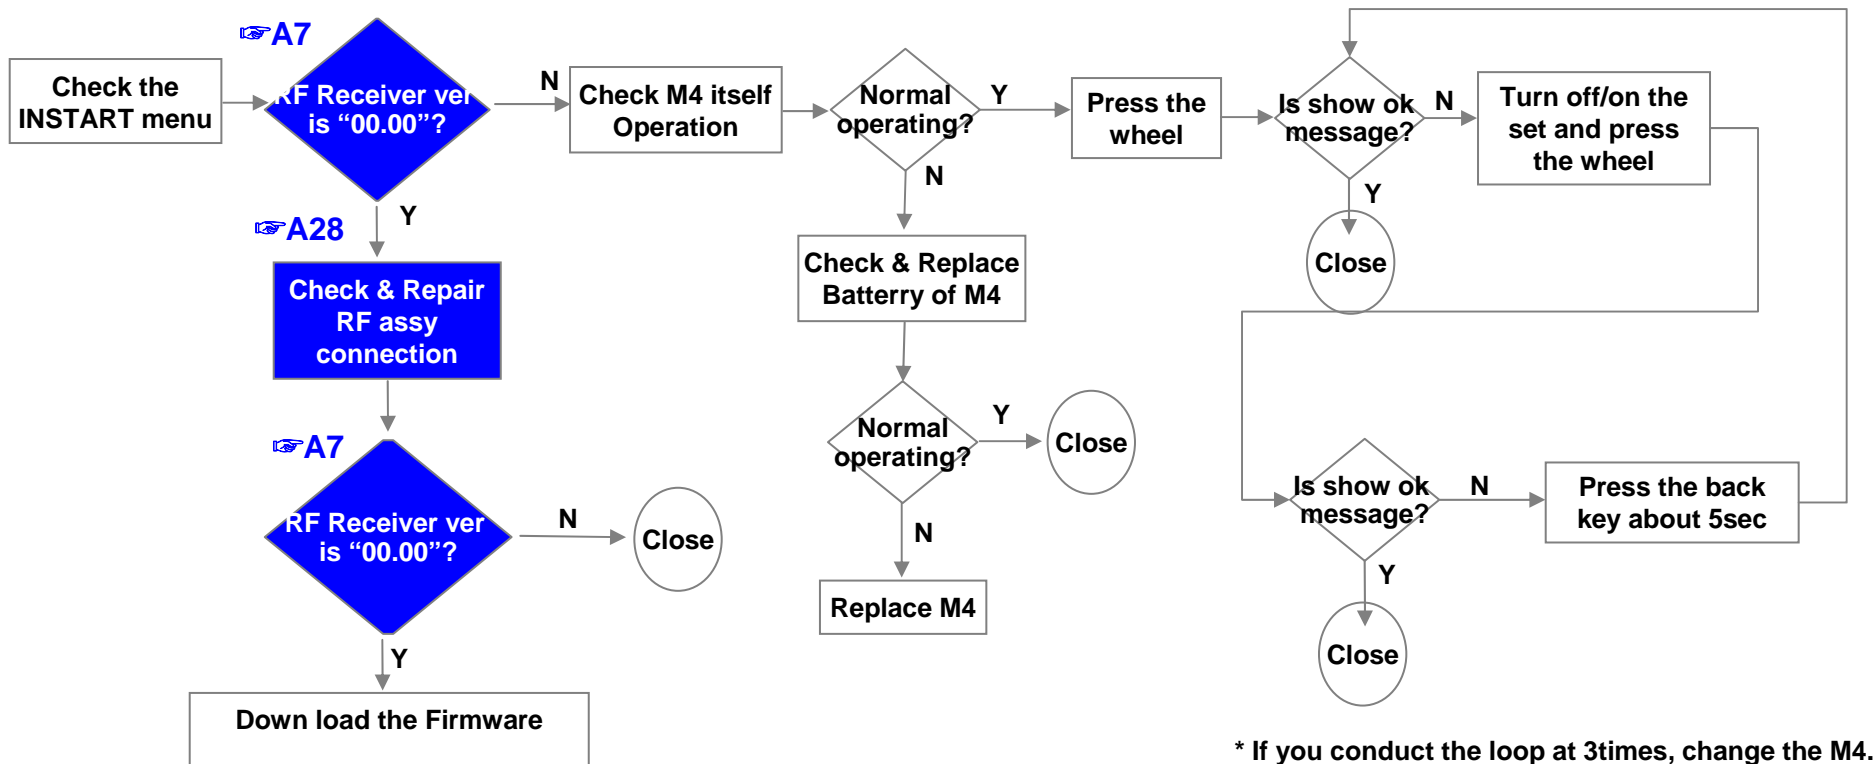 ☞A7
Check the
INSTART menu
RF Receiver ver
is “00.00”?
N
Check M4 itself
Operation
Normal
operating?
Y
Press the
wheel
Is show ok
message?
N
Turn off/on the
set and press
the wheel
Y
☞A28
N
Y
Close
Check & Repair
RF assy
connection
Check & Replace
Batterry of M4
☞A7
RF Receiver ver
is “00.00”?
N
Close
Normal
operating?
Y
Close
Is show ok
message?
N
Press the back
key about 5sec
N
Replace M4
Y
Close
Y
Down load the Firmware
* If you conduct the loop at 3times, change the M4.